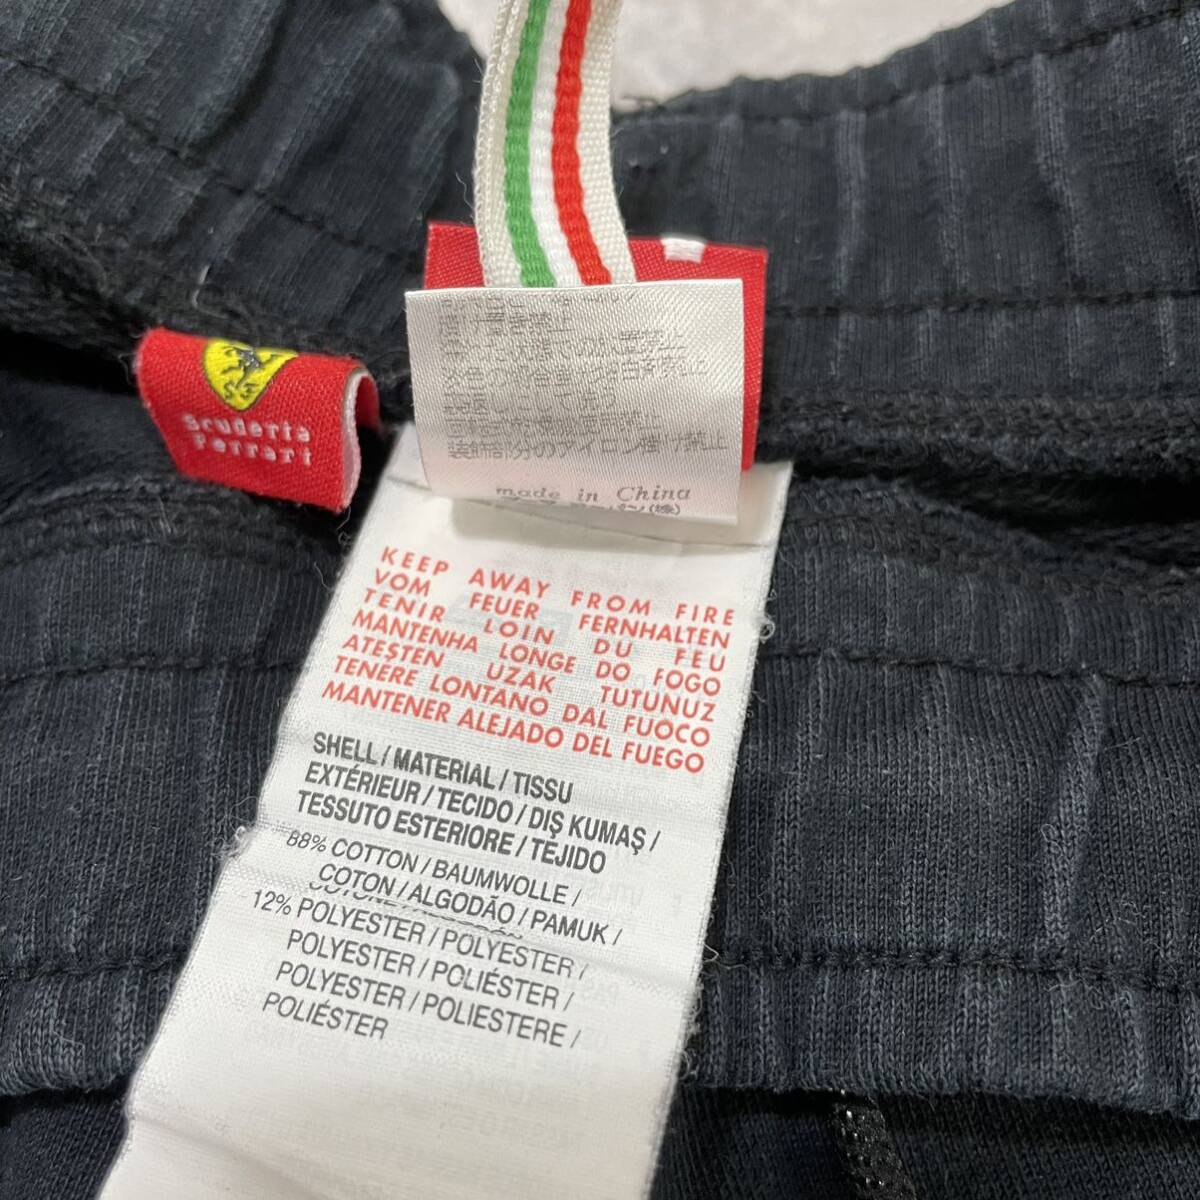 Scuderia
Ferrari
装飾部分のアイロン掛け禁止
made in China
KEEP AWAY FROM FIRE
VOM FEUER FERNHALTEN
TENIR LOIN DU FEU
MANTENHA LONGE DO FOGO
ATESTEN UZAK TUTUNUZ
TENERE LONTANO DAL FUOCO
MANTENER ALEJADO DEL FUEGO
SHELL / MATERIAL / TISSU
EXTÉRIEUR / TECIDO / DIŞ KUMAŞ /
TESSUTO ESTERIORE / TEJIDO
88% COTTON / BAUMWOLLE /
COTON / ALGODÃO / PAMUK /
12% POLYESTER / POLYESTER /
POLYESTER / POLIÉSTER /
POLYESTER / POLIESTERE /
POLIÉSTER